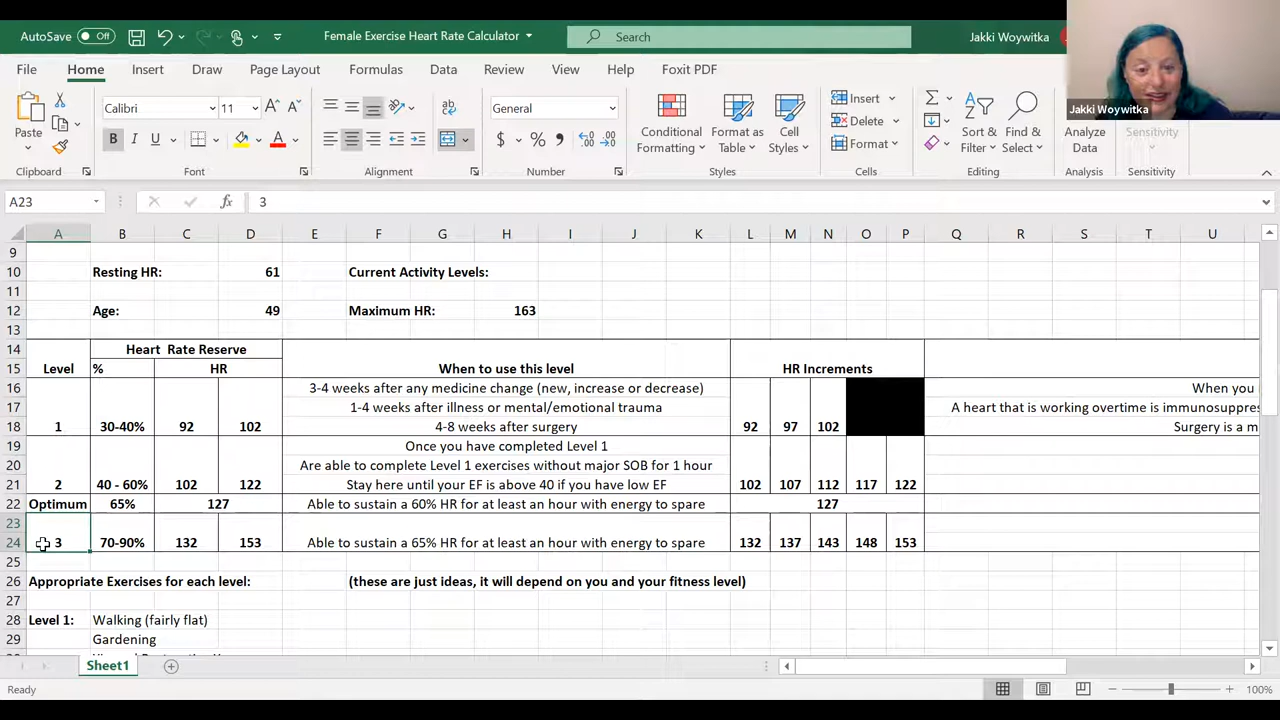 AutoSave Off Female Exercise Heart Rate Calculator Search Jakki Woywitka
File Home Insert Draw Page Layout Formulas Data Review View Help Foxit PDF
Jakki Woywitka
Paste Calibri 11 General Conditional Formatting Format as Table Cell Styles Insert Delete Format Sort & Filter Find & Select Analyze Data Sensitivity
Clipboard Font Alignment Number Styles Cells Editing Analysis Sensitivity
A23 3
A B C D E F G H I J K L M N O P Q R S T U
9
10 Resting HR: 61 Current Activity Levels:
11
12 Age: 49 Maximum HR: 163
13
14 Heart Rate Reserve
15 Level % HR When to use this level HR Increments
16 3-4 weeks after any medicine change (new, increase or decrease) When you
17 1-4 weeks after illness or mental/emotional trauma A heart that is working overtime is immunosuppres
18 1 30-40% 92 102 4-8 weeks after surgery 92 97 102 Surgery is a m
19 Once you have completed Level 1
20 Are able to complete Level 1 exercises without major SOB for 1 hour
21 2 40 - 60% 102 122 Stay here until your EF is above 40 if you have low EF 102 107 112 117 122
22 Optimum 65% 127 Able to sustain a 60% HR for at least an hour with energy to spare 127
23
24 3 70-90% 132 153 Able to sustain a 65% HR for at least an hour with energy to spare 132 137 143 148 153
25
26 Appropriate Exercises for each level: (these are just ideas, it will depend on you and your fitness level)
27
28 Level 1: Walking (fairly flat)
29 Gardening
Sheet1
Ready 100%